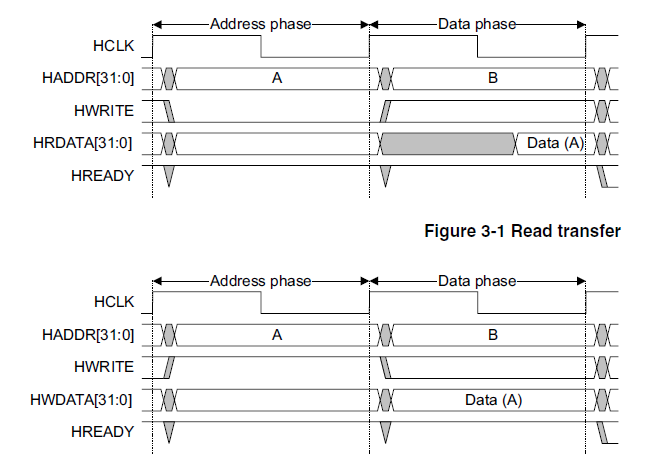 Address phase Data phase
HCLK
HADDR[31:0] A B
HWRITE
HRDATA[31:0] Data (A)
HREADY
Figure 3-1 Read transfer
Address phase Data phase
HCLK
HADDR[31:0] A B
HWRITE
HWDATA[31:0] Data (A)
HREADY